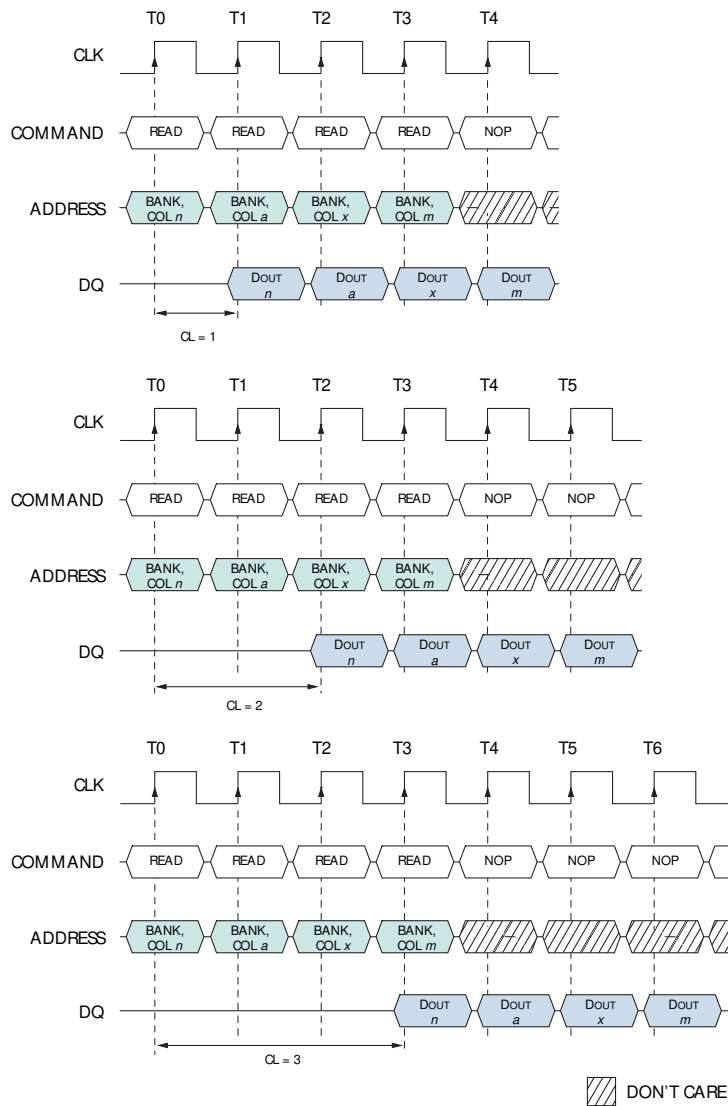 T0 T1 T2 T3 T4
CLK
COMMAND READ READ READ READ NOP
ADDRESS BANK, COL n BANK, COL a BANK, COL x BANK, COL m
DQ DOUT n DOUT a DOUT x DOUT m
CL = 1
T0 T1 T2 T3 T4 T5
CLK
COMMAND READ READ READ READ NOP NOP
ADDRESS BANK, COL n BANK, COL a BANK, COL x BANK, COL m
DQ DOUT n DOUT a DOUT x DOUT m
CL = 2
T0 T1 T2 T3 T4 T5 T6
CLK
COMMAND READ READ READ READ NOP NOP NOP
ADDRESS BANK, COL n BANK, COL a BANK, COL x BANK, COL m
DQ DOUT n DOUT a DOUT x DOUT m
CL = 3
DON'T CARE